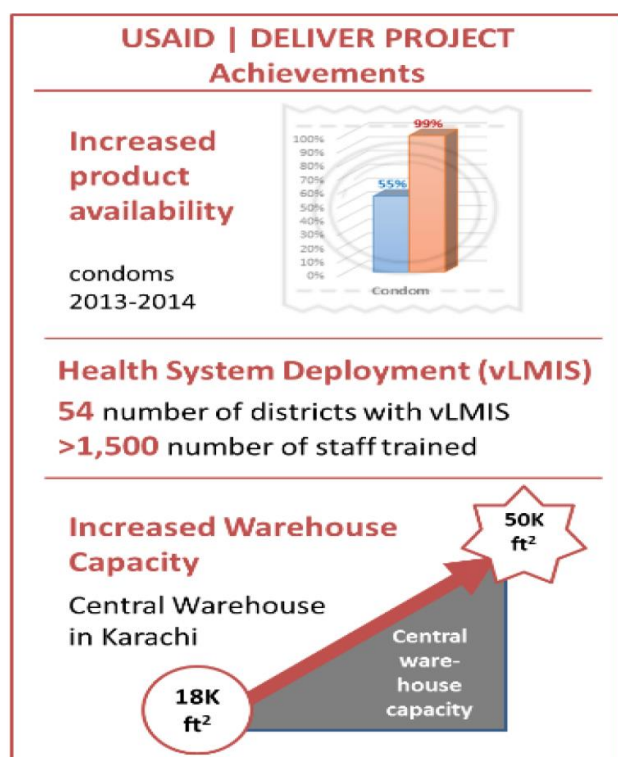 USAID | DELIVER PROJECT
Achievements
Increased
product
availability
condoms
2013-2014
99%
55%
100%
90%
80%
70%
60%
50%
40%
30%
20%
10%
0%
Condom
Health System Deployment (vLMIS)
54 number of districts with vLMIS
>1,500 number of staff trained
Increased Warehouse
Capacity
Central Warehouse
in Karachi
50K
ft²
Central
ware-
house
capacity
18K
ft²